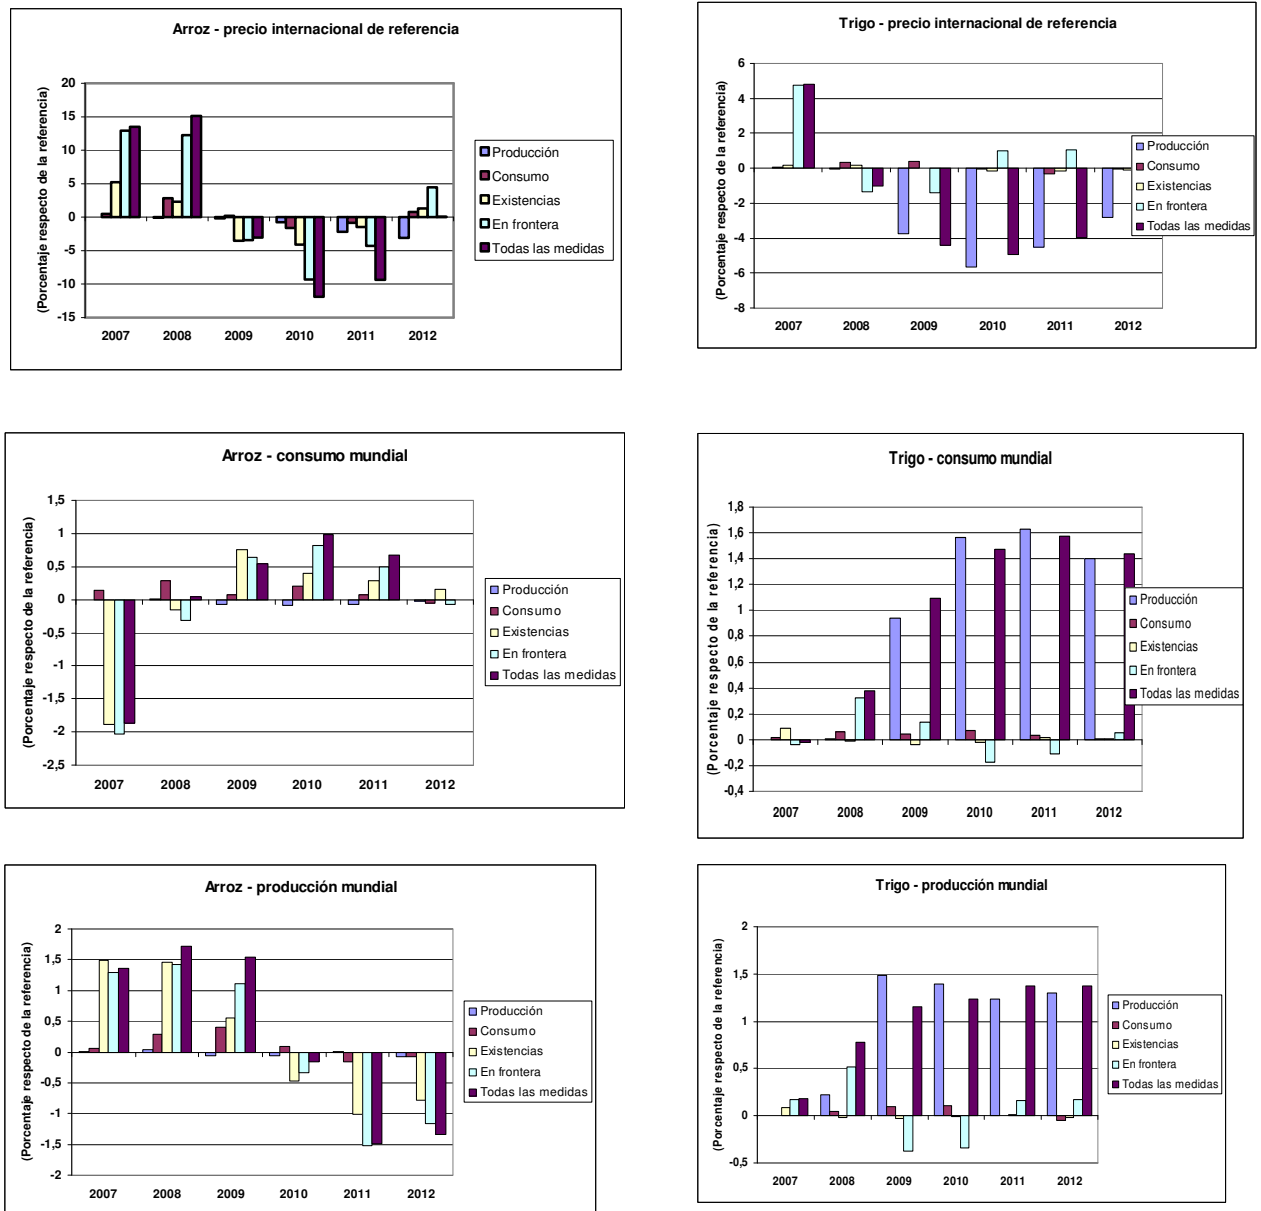 Arroz - precio internacional de referencia
(Porcentaje respecto de la referencia)
20
15
10
5
0
-5
-10
-15
2007 2008 2009 2010 2011 2012
Producción
Consumo
Existencias
En frontera
Todas las medidas
Trigo - precio internacional de referencia
(Porcentaje respecto de la referencia)
6
4
2
0
-2
-4
-6
-8
2007 2008 2009 2010 2011 2012
Producción
Consumo
Existencias
En frontera
Todas las medidas
Arroz - consumo mundial
(Porcentaje respecto de la referencia)
1,5
1
0,5
0
-0,5
-1
-1,5
-2
-2,5
2007 2008 2009 2010 2011 2012
Producción
Consumo
Existencias
En frontera
Todas las medidas
Trigo - consumo mundial
(Porcentaje respecto de la referencia)
1,8
1,6
1,4
1,2
1
0,8
0,6
0,4
0,2
0
-0,2
-0,4
2007 2008 2009 2010 2011 2012
Producción
Consumo
Existencias
En frontera
Todas las medidas
Arroz - producción mundial
(Porcentaje respecto de la referencia)
2
1,5
1
0,5
0
-0,5
-1
-1,5
-2
2007 2008 2009 2010 2011 2012
Producción
Consumo
Existencias
En frontera
Todas las medidas
Trigo - producción mundial
(Porcentaje respecto de la referencia)
2
1,5
1
0,5
0
-0,5
2007 2008 2009 2010 2011 2012
Producción
Consumo
Existencias
En frontera
Todas las medidas